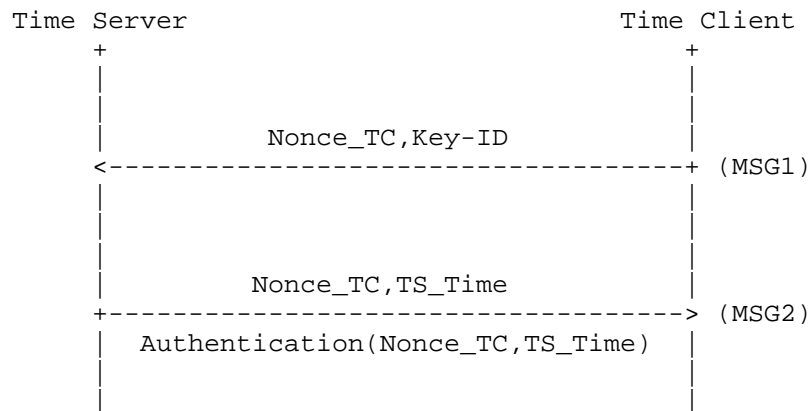 Time Server Time Client
Nonce_TC,Key-ID
(MSG1)
Nonce_TC,TS_Time
(MSG2)
Authentication(Nonce_TC,TS_Time)